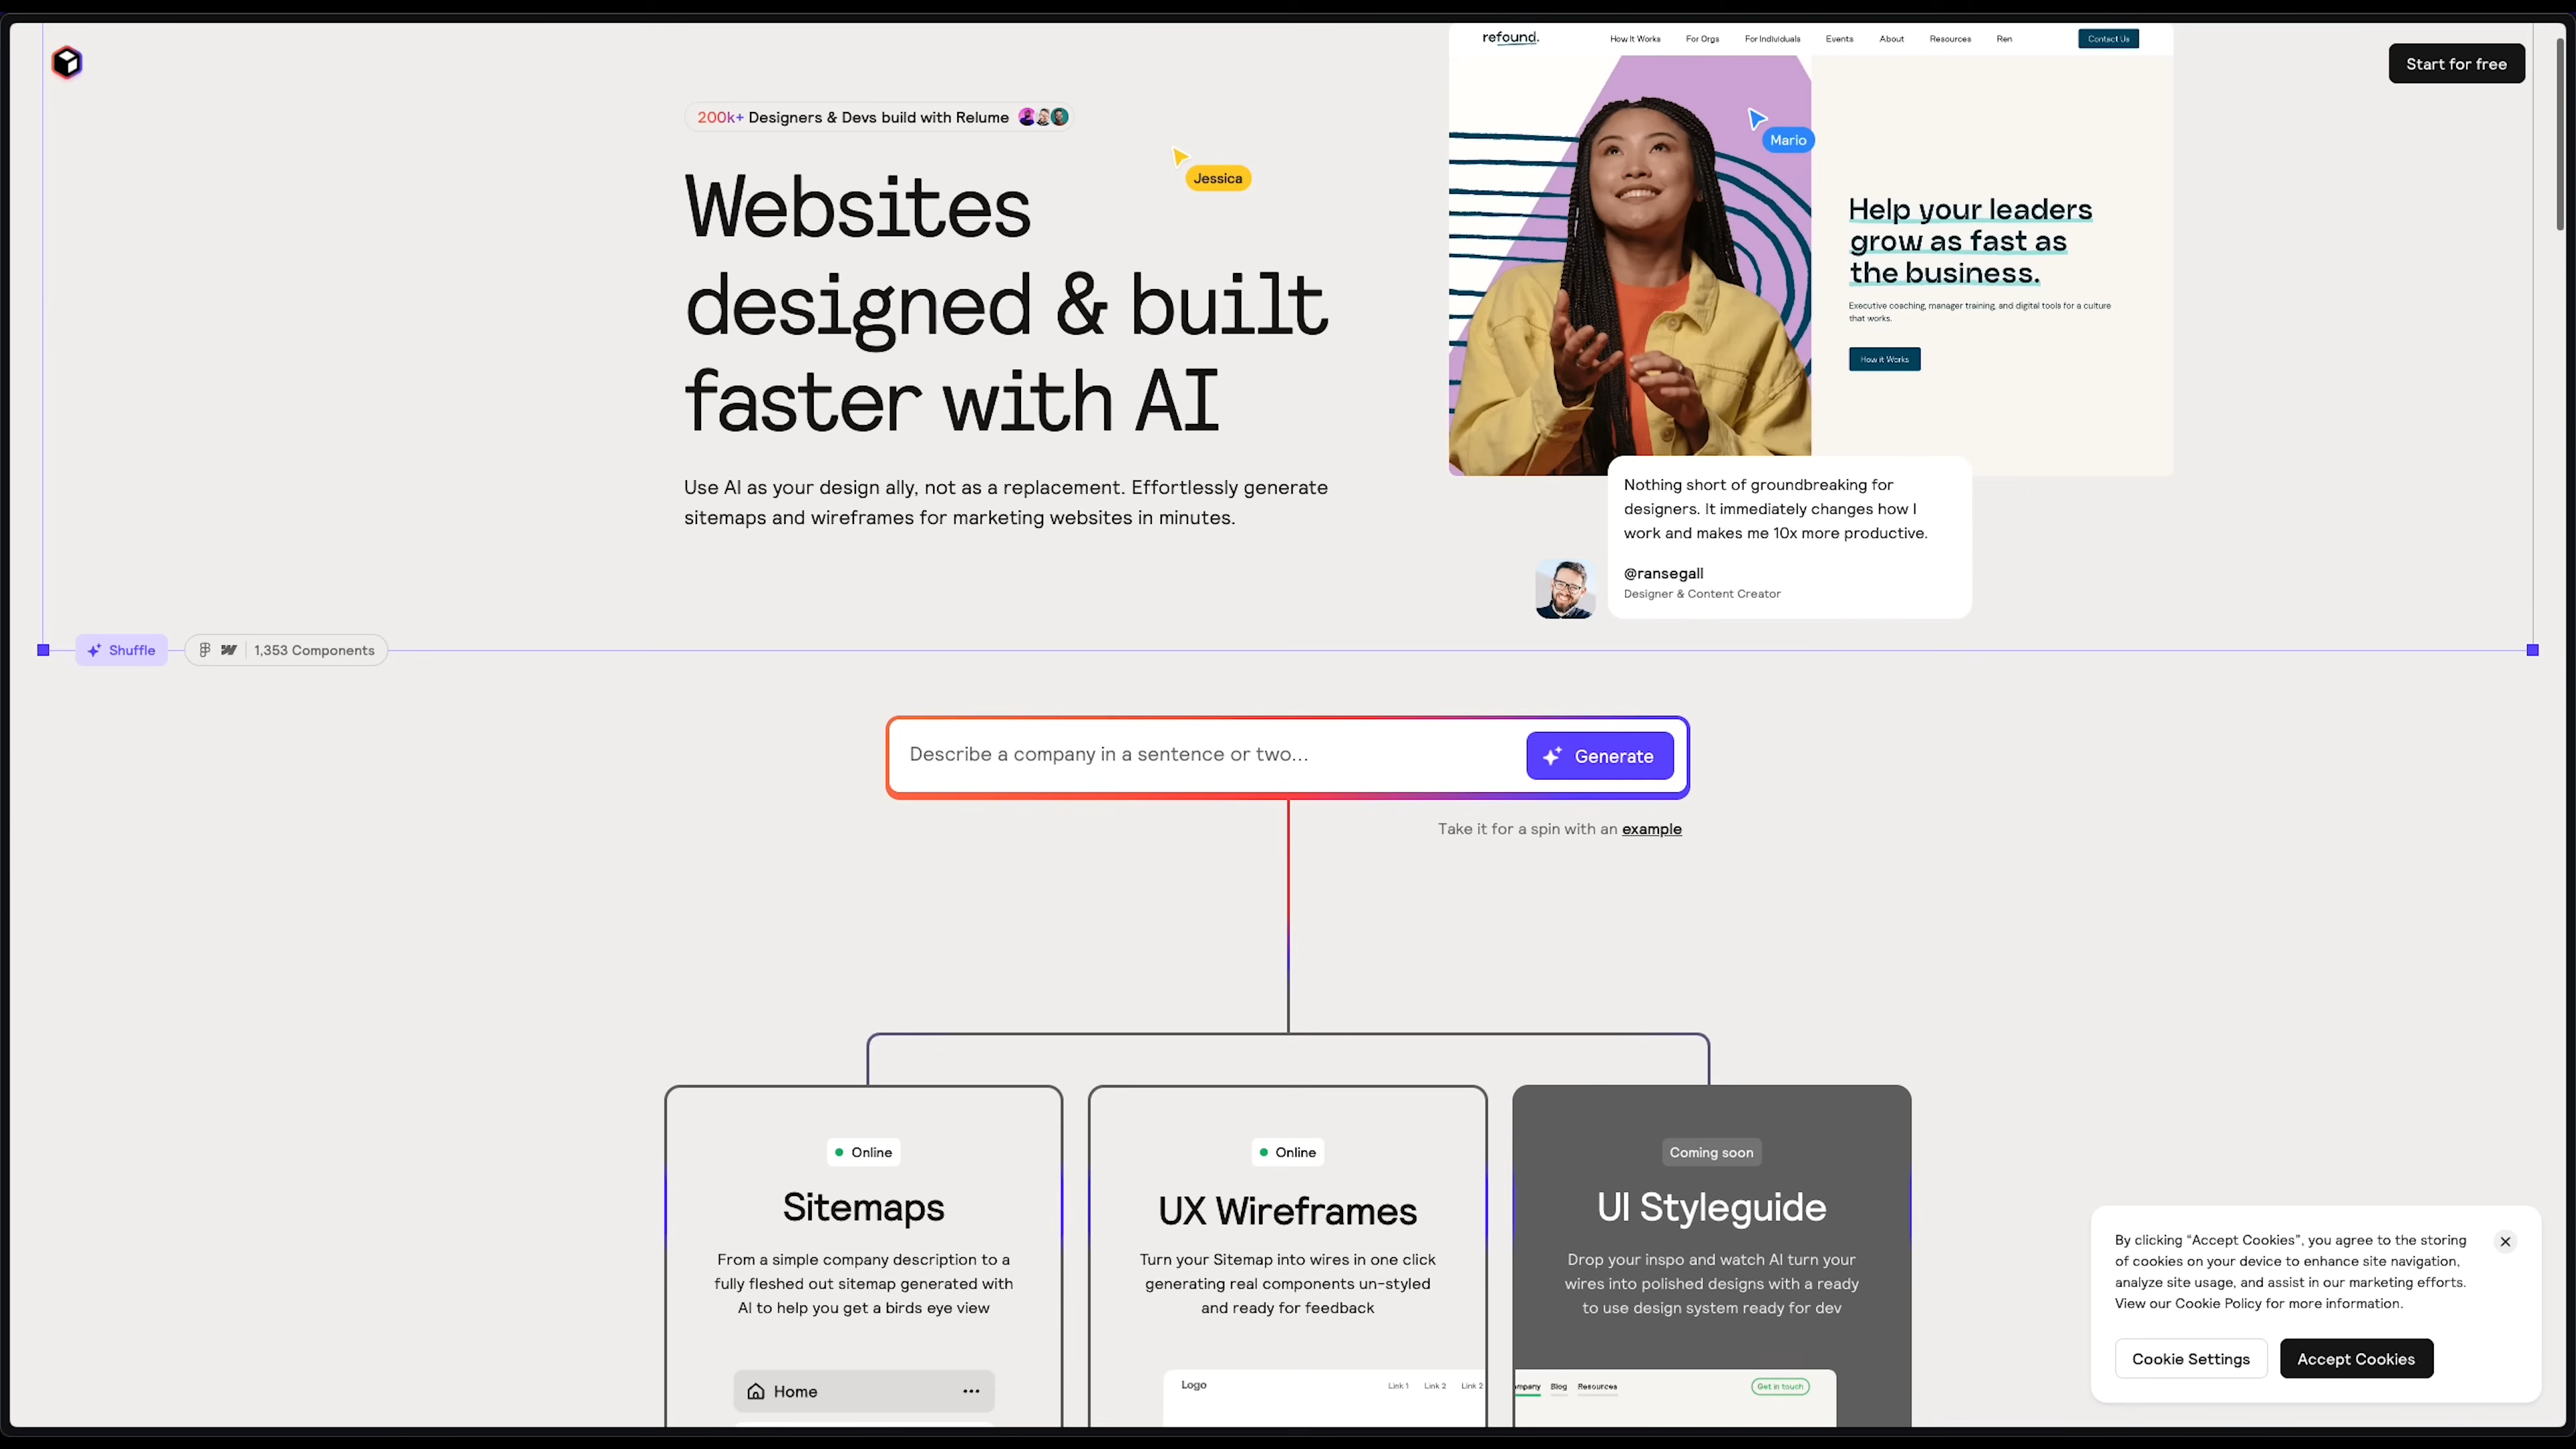 refound.
How It Works
For Orgs
For Individuals
Events
About
Resources
Ren
Contact Us
Start for free
200k+ Designers & Devs build with Relume
Jessica
Mario
Websites
designed & built
faster with AI
Use AI as your design ally, not as a replacement. Effortlessly generate
sitemaps and wireframes for marketing websites in minutes.
Help your leaders
grow as fast as
the business.
Executive coaching, manager training, and digital tools for a culture
that works.
How it Works
Nothing short of groundbreaking for
designers. It immediately changes how I
work and makes me 10x more productive.
@ransegall
Designer & Content Creator
Shuffle
1,353 Components
Describe a company in a sentence or two...
Generate
Take it for a spin with an example
Online
Sitemaps
From a simple company description to a
fully fleshed out sitemap generated with
AI to help you get a birds eye view
Home
Online
UX Wireframes
Turn your Sitemap into wires in one click
generating real components un-styled
and ready for feedback
Logo
Link 1
Link 2
Link 2
Coming soon
UI Styleguide
Drop your inspo and watch AI turn your
wires into polished designs with a ready
to use design system ready for dev
ompany
Blog
Resources
Get in touch
By clicking “Accept Cookies”, you agree to the storing
of cookies on your device to enhance site navigation,
analyze site usage, and assist in our marketing efforts.
View our Cookie Policy for more information.
Cookie Settings
Accept Cookies